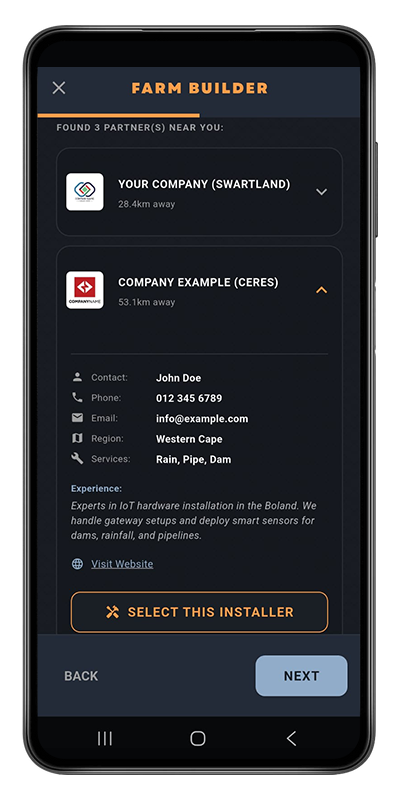 FARM BUILDER
FOUND 3 PARTNER(S) NEAR YOU:
YOUR COMPANY (SWARTLAND)
28.4km away
COMPANY EXAMPLE (CERES)
COMPANYNAME
53.1km away
Contact: John Doe
Phone: 012 345 6789
Email: info@example.com
Region: Western Cape
Services: Rain, Pipe, Dam
Experience:
Experts in IoT hardware installation in the Boland. We
handle gateway setups and deploy smart sensors for
dams, rainfall, and pipelines.
Visit Website
SELECT THIS INSTALLER
BACK
NEXT